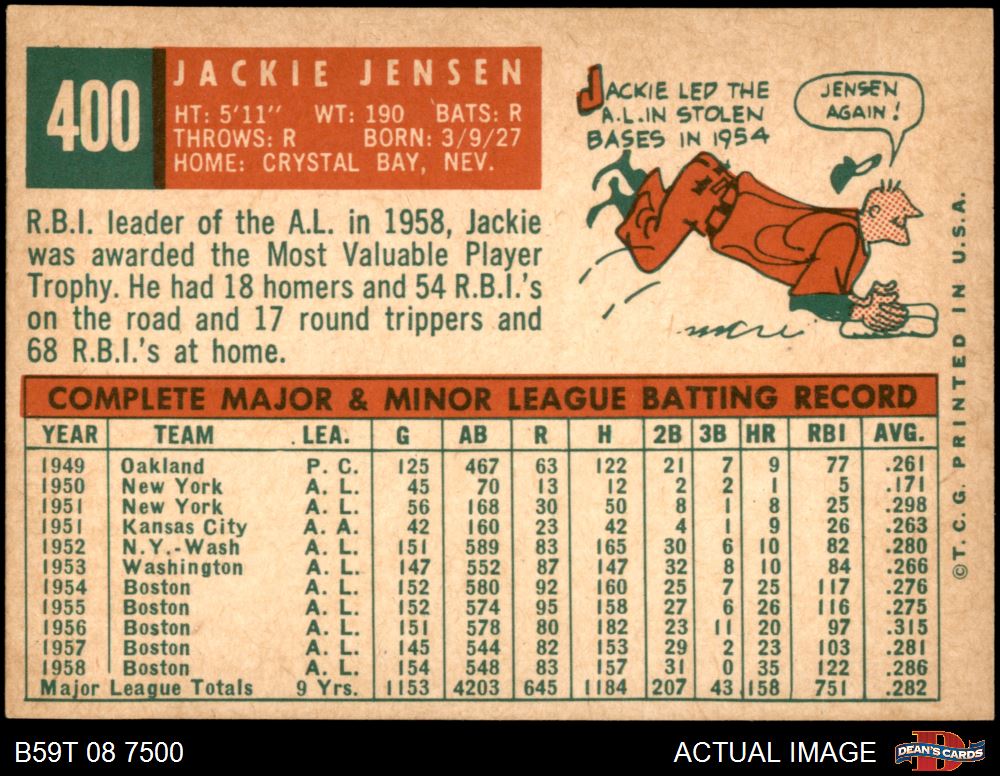 400
JACKIE JENSEN
HT: 5'11" WT: 190 BATS: R
THROWS: R BORN: 3/9/27
HOME: CRYSTAL BAY, NEV.
JACKIE LED THE
A.L. IN STOLEN
BASES IN 1954
JENSEN
AGAIN!
R.B.I. leader of the A.L. in 1958, Jackie
was awarded the Most Valuable Player
Trophy. He had 18 homers and 54 R.B.I.'s
on the road and 17 round trippers and
68 R.B.I.'s at home.
©T.C.G. PRINTED IN U.S.A.
COMPLETE MAJOR & MINOR LEAGUE BATTING RECORD
YEAR TEAM LEA. G AB R H 2B 3B HR RBI AVG.
1949 Oakland P. C. 125 467 63 122 21 7 9 77 .261
1950 New York A. L. 45 70 13 12 2 2 1 5 .171
1951 New York A. L. 56 168 30 50 8 1 8 25 .298
1951 Kansas City A. A. 42 160 23 42 4 1 9 26 .263
1952 N.Y.-Wash A. L. 151 589 83 165 30 6 10 82 .280
1953 Washington A. L. 147 552 87 147 32 8 10 84 .266
1954 Boston A. L. 152 580 92 160 25 7 25 117 .276
1955 Boston A. L. 152 574 95 158 27 6 26 116 .275
1956 Boston A. L. 151 578 80 182 23 11 20 97 .315
1957 Boston A. L. 145 544 82 153 29 2 23 103 .281
1958 Boston A. L. 154 548 83 157 31 0 35 122 .286
Major League Totals 9 Yrs. 1153 4203 645 1184 207 43 158 751 .282
B59T 08 7500
ACTUAL IMAGE
DEAN'S CARDS